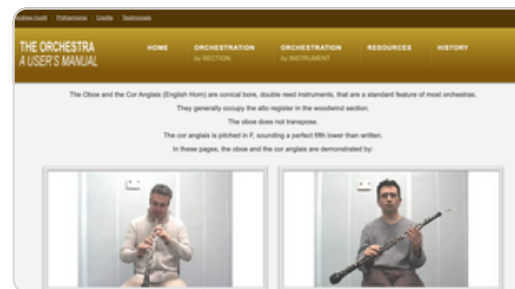 Andrew Hugill Philharmonia Credits Testimonials
THE ORCHESTRA
A USER'S MANUAL
HOME
ORCHESTRATION
by SECTION
ORCHESTRATION
by INSTRUMENT
RESOURCES
HISTORY
The Oboe and the Cor Anglais (English Horn) are conical bore, double reed instruments, that are a standard feature of most orchestras.
They generally occupy the alto register in the woodwind section.
The oboe does not transpose.
The cor anglais is pitched in F, sounding a perfect fifth lower than written.
In these pages, the oboe and the cor anglais are demonstrated by: